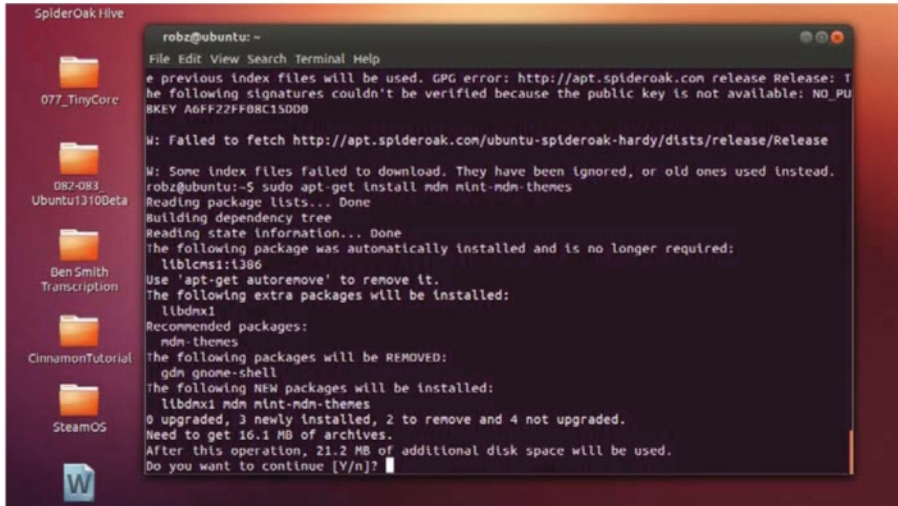 SpiderOak Hive
077_TinyCore
082-083_
Ubuntu1310Beta
Ben Smith
Transcription
CinnamonTutorial
SteamOS
W
robz@ubuntu: ~
File Edit View Search Terminal Help
e previous index files will be used. GPG error: http://apt.spideroak.com release Release: T
he following signatures couldn't be verified because the public key is not available: NO_PU
BKEY A6FF22FF08C15DD0
W: Failed to fetch http://apt.spideroak.com/ubuntu-spideroak-hardy/dists/release/Release
W: Some index files failed to download. They have been ignored, or old ones used instead.
robz@ubuntu:~$ sudo apt-get install mdm mint-mdm-themes
Reading package lists... Done
Building dependency tree
Reading state information... Done
The following package was automatically installed and is no longer required:
liblcms1:i386
Use 'apt-get autoremove' to remove it.
The following extra packages will be installed:
libdmx1
Recommended packages:
mdm-themes
The following packages will be REMOVED:
gdm gnome-shell
The following NEW packages will be installed:
libdmx1 mdm mint-mdm-themes
0 upgraded, 3 newly installed, 2 to remove and 4 not upgraded.
Need to get 16.1 MB of archives.
After this operation, 21.2 MB of additional disk space will be used.
Do you want to continue [Y/n]?